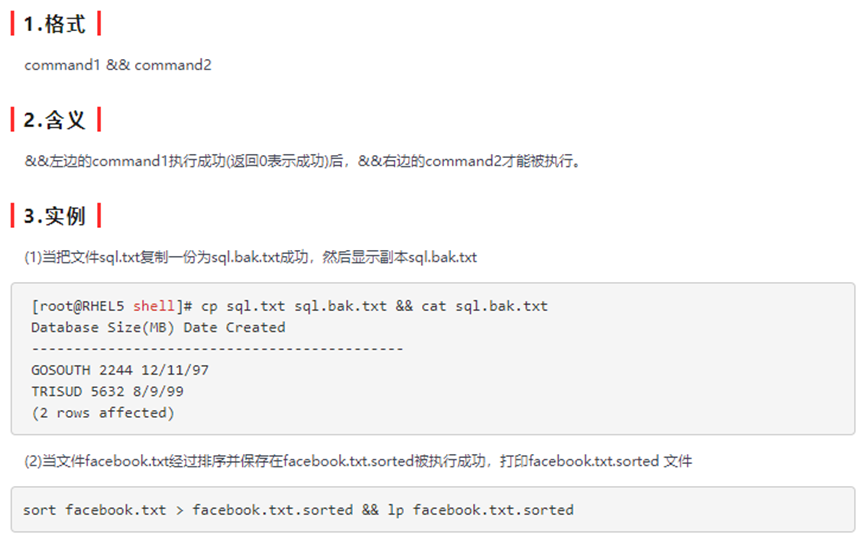 1.格式
command1 && command2
2.含义
&&左边的command1执行成功(返回0表示成功)后，&&右边的command2才能被执行。
3.实例
(1)当把文件sql.txt复制一份为sql.bak.txt成功，然后显示副本sql.bak.txt
[root@RHEL5 shell]# cp sql.txt sql.bak.txt && cat sql.bak.txt
Database Size(MB) Date Created
--------------------------------------------
GOSOUTH 2244 12/11/97
TRISUD 5632 8/9/99
(2 rows affected)
(2)当文件facebook.txt经过排序并保存在facebook.txt.sorted被执行成功，打印facebook.txt.sorted 文件
sort facebook.txt > facebook.txt.sorted && lp facebook.txt.sorted